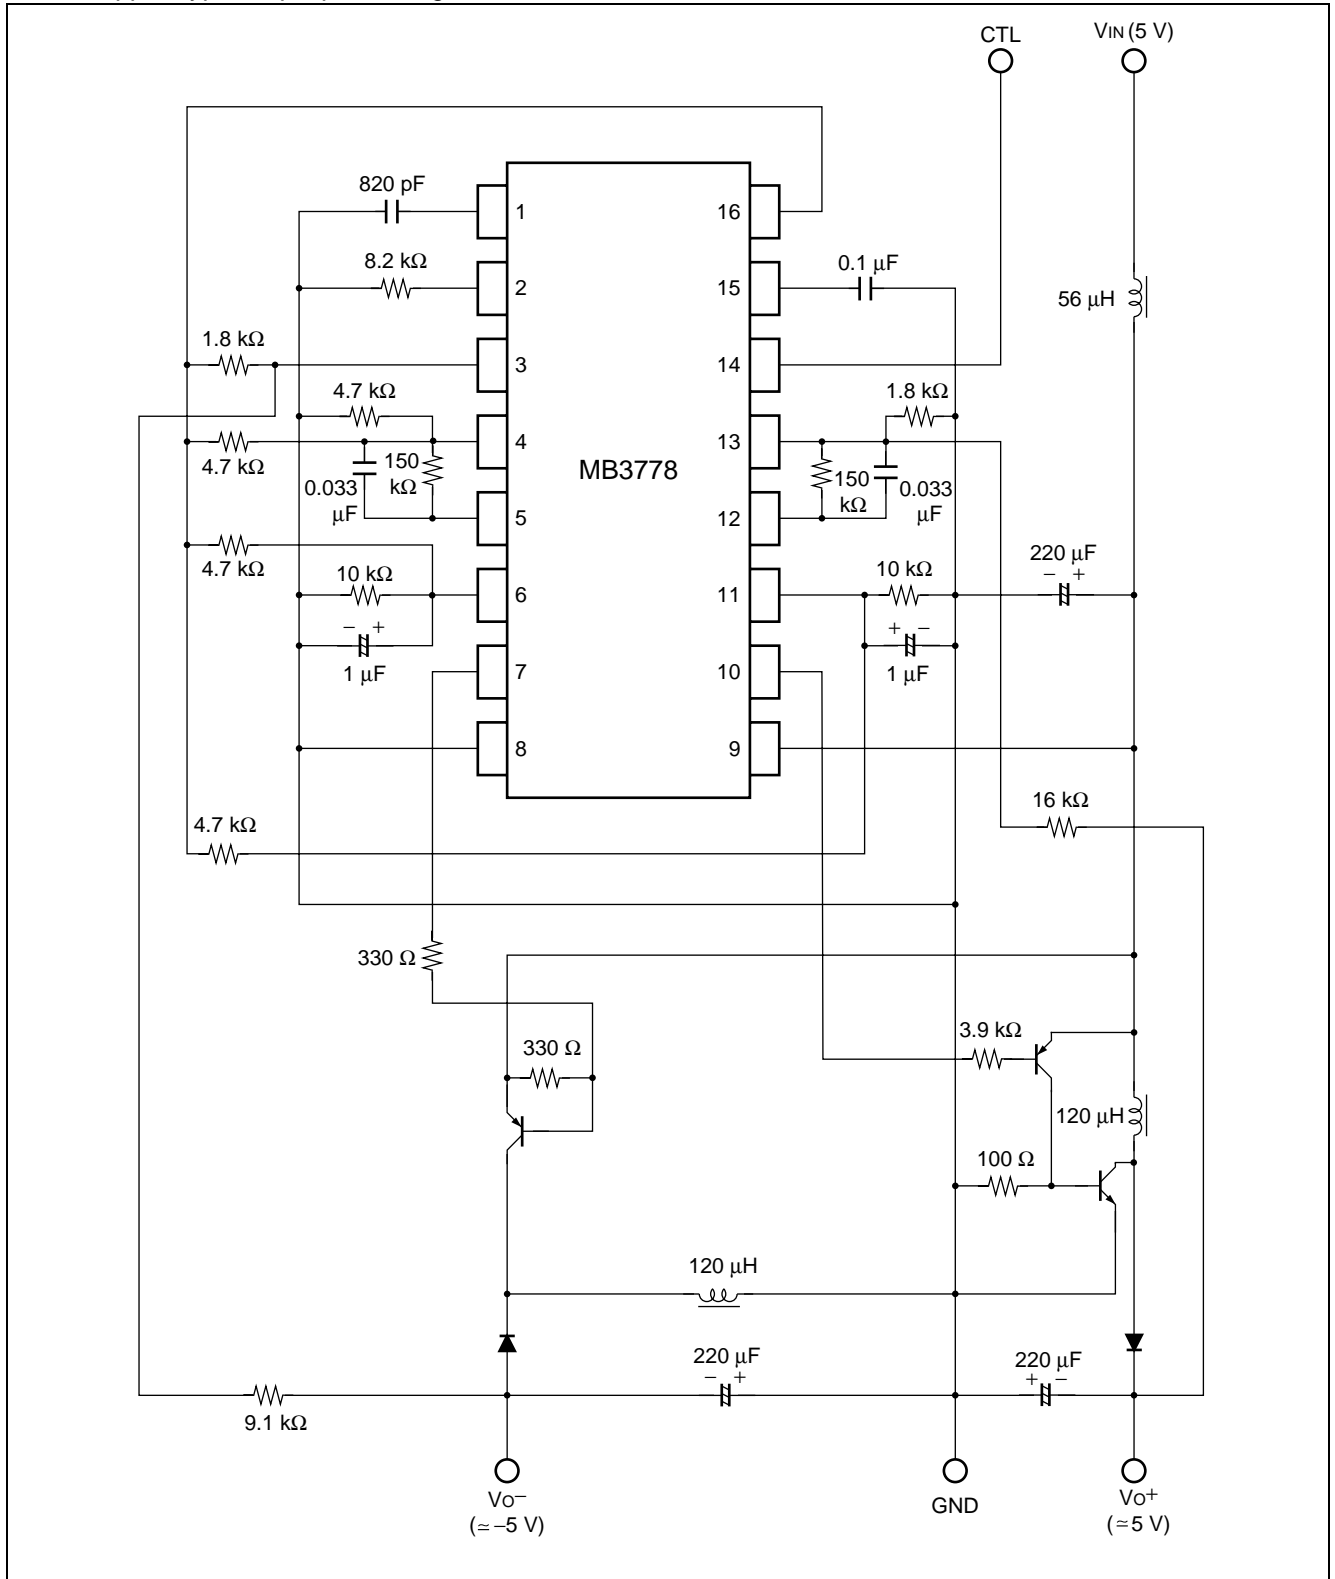 CTL
VIN (5 V)
820 pF
1
16
8.2 kΩ
2
15
0.1 µF
56 µH
1.8 kΩ
3
14
4.7 kΩ
1.8 kΩ
4
13
4.7 kΩ
150
kΩ
0.033
µF
MB3778
150
kΩ
0.033
µF
5
12
4.7 kΩ
220 µF
− +
10 kΩ
6
11
10 kΩ
− +
1 µF
+ −
1 µF
7
10
8
9
4.7 kΩ
16 kΩ
330 Ω
3.9 kΩ
330 Ω
120 µH
100 Ω
120 µH
220 µF
− +
220 µF
+ −
9.1 kΩ
VO−
(≃ −5 V)
GND
VO+
(≃ 5 V)